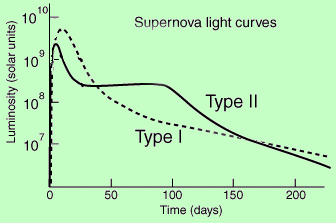 Supernova light curves
Luminosity (solar units)
10^10
10^9
10^8
10^7
Type II
Type I
0
50
100
150
200
Time (days)